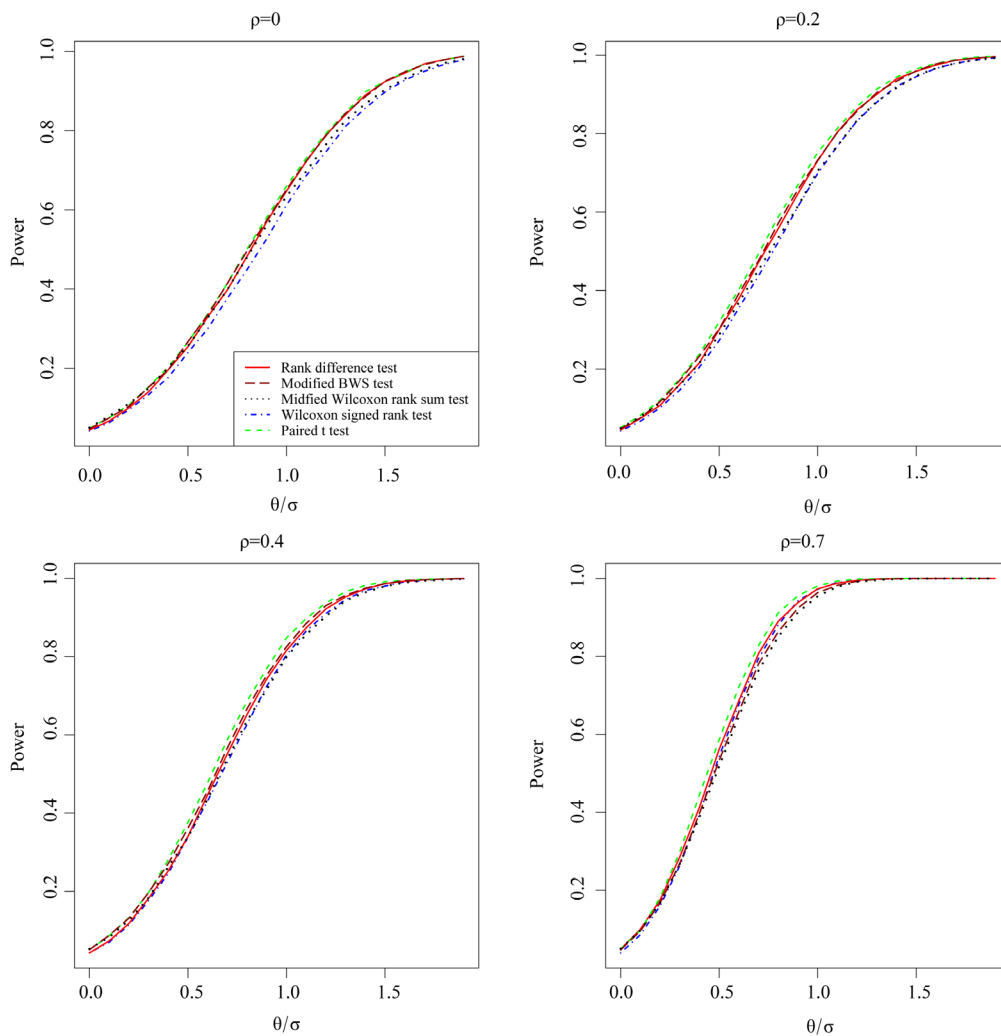 ρ=0
Power
0.2
0.4
0.6
0.8
1.0
Rank difference test
Modified BWS test
Midfied Wilcoxon rank sum test
Wilcoxon signed rank test
Paired t test
0.0
0.5
1.0
1.5
θ/σ
ρ=0.2
Power
0.2
0.4
0.6
0.8
1.0
0.0
0.5
1.0
1.5
θ/σ
ρ=0.4
Power
0.2
0.4
0.6
0.8
1.0
0.0
0.5
1.0
1.5
θ/σ
ρ=0.7
Power
0.2
0.4
0.6
0.8
1.0
0.0
0.5
1.0
1.5
θ/σ